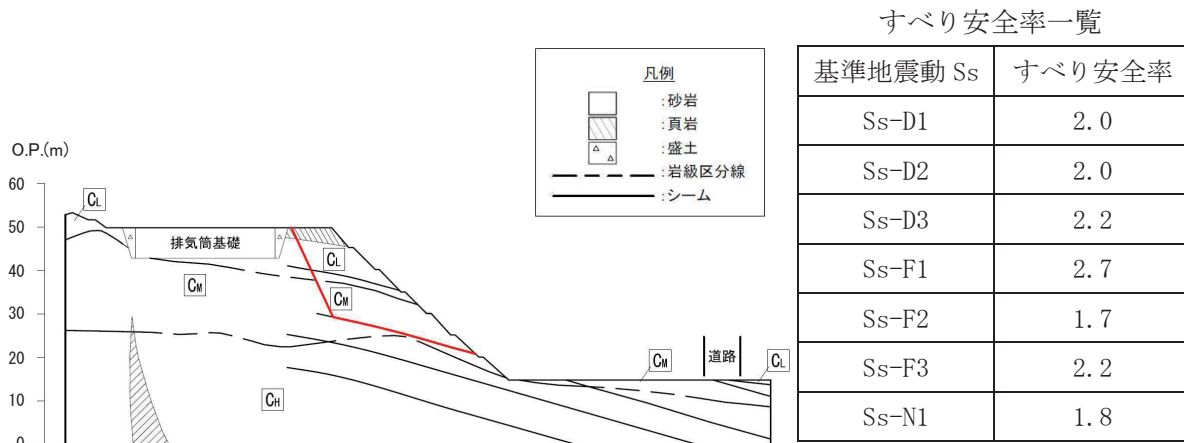 すべり安全率一覧
基準地震動 Ss すべり安全率
Ss-D1 2.0
Ss-D2 2.0
Ss-D3 2.2
Ss-F1 2.7
Ss-F2 1.7
Ss-F3 2.2
Ss-N1 1.8
凡例
:砂岩
:頁岩
:盛土
:岩級区分線
:シーム
O.P.(m)
60
50
40
30
20
10
0
CL
排気筒基礎
CL
CM
CM
CH
CM
道路
CL